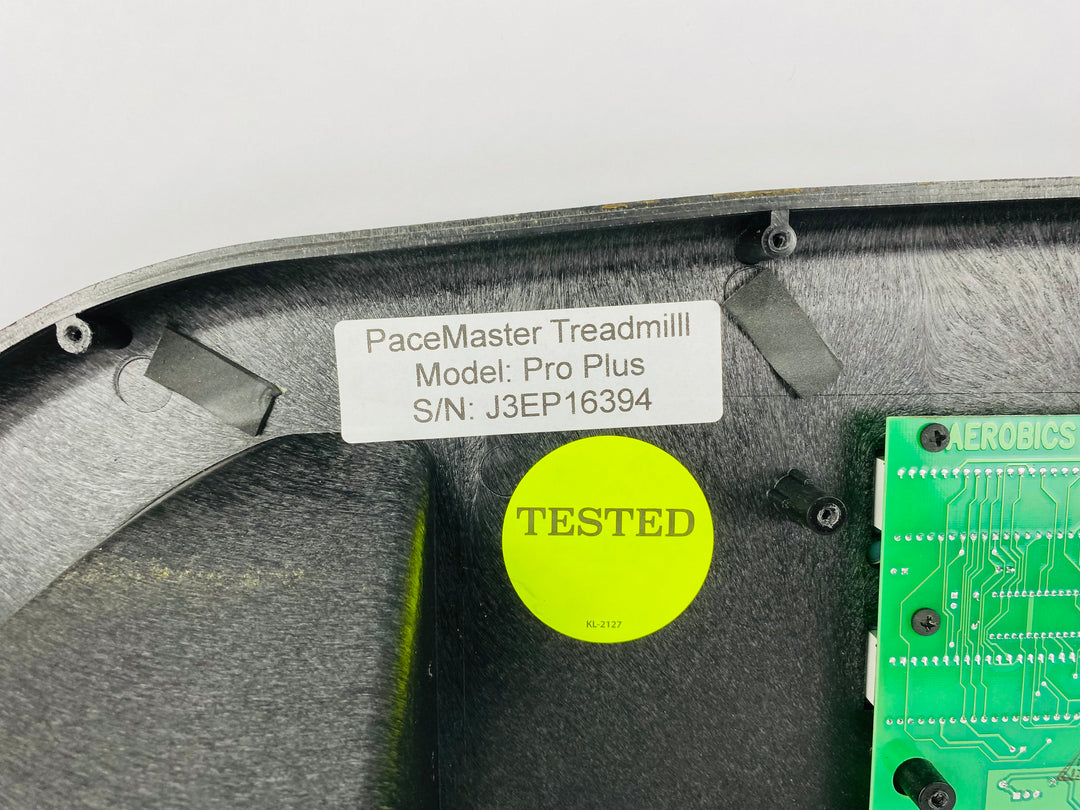 PaceMaster Treadmilll
Model: Pro Plus
S/N: J3EP16394
TESTED
KL-2127
AEROBICS